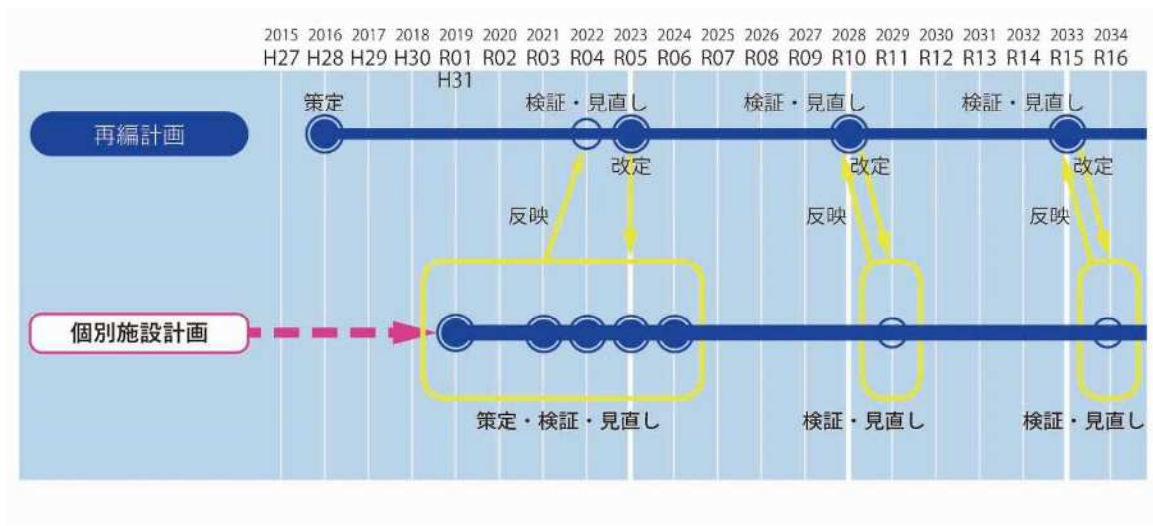 2015 2016 2017 2018 2019 2020 2021 2022 2023 2024 2025 2026 2027 2028 2029 2030 2031 2032 2033 2034
H27 H28 H29 H30 R01 R02 R03 R04 R05 R06 R07 R08 R09 R10 R11 R12 R13 R14 R15 R16
H31
策定 検証・見直し 検証・見直し 検証・見直し
再編計画
改定 改定 改定
反映 反映 反映
個別施設計画
策定・検証・見直し 検証・見直し 検証・見直し